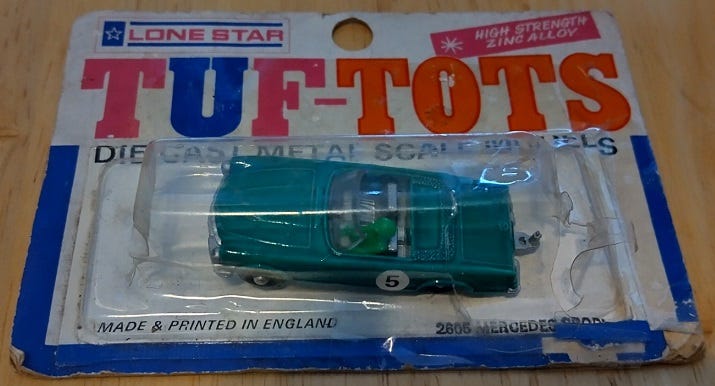 LONE STAR
HIGH STRENGTH
ZINC ALLOY
TUF-TOTS
DIE CAST METAL SCALE MODELS
5
MADE & PRINTED IN ENGLAND
2605 MERCEDES SPORT